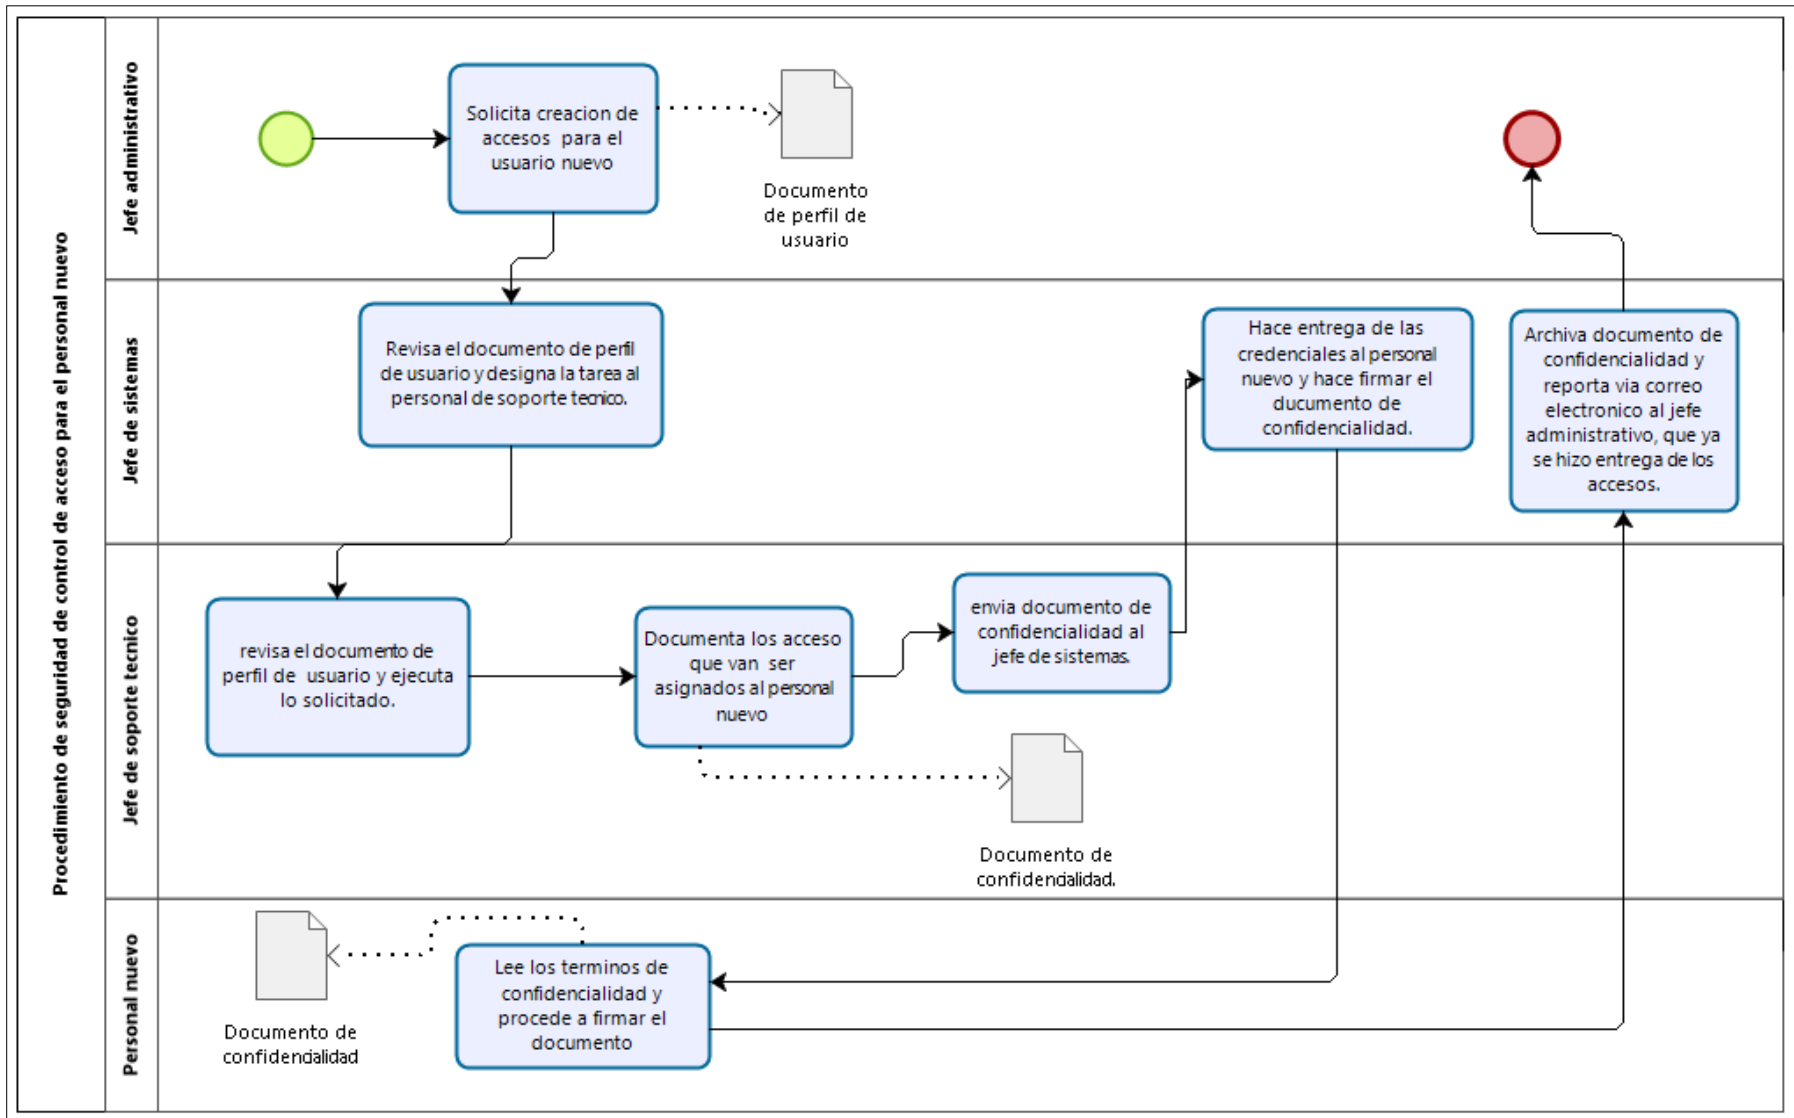 Procedimiento de seguridad de control de acceso para el personal nuevo
Jefe administrativo
Solicita creacion de
accesos para el
usuario nuevo
Documento
de perfil de
usuario
Jefe de sistemas
Revisa el documento de perfil
de usuario y designa la tarea al
personal de soporte tecnico.
Hace entrega de las
credenciales al personal
nuevo y hace firmar el
ducumento de
confidencialidad.
Archiva documento de
confidencialidad y
reporta via correo
electronico al jefe
administrativo, que ya
se hizo entrega de los
accesos.
Jefe de soporte tecnico
revisa el documento de
perfil de usuario y ejecuta
lo solicitado.
Documenta los acceso
que van ser
asignados al personal
nuevo
envia documento de
confidencialidad al
jefe de sistemas.
Documento de
confidencialidad.
Personal nuevo
Documento de
confidencialidad
Lee los terminos de
confidencialidad y
procede a firmar el
documento